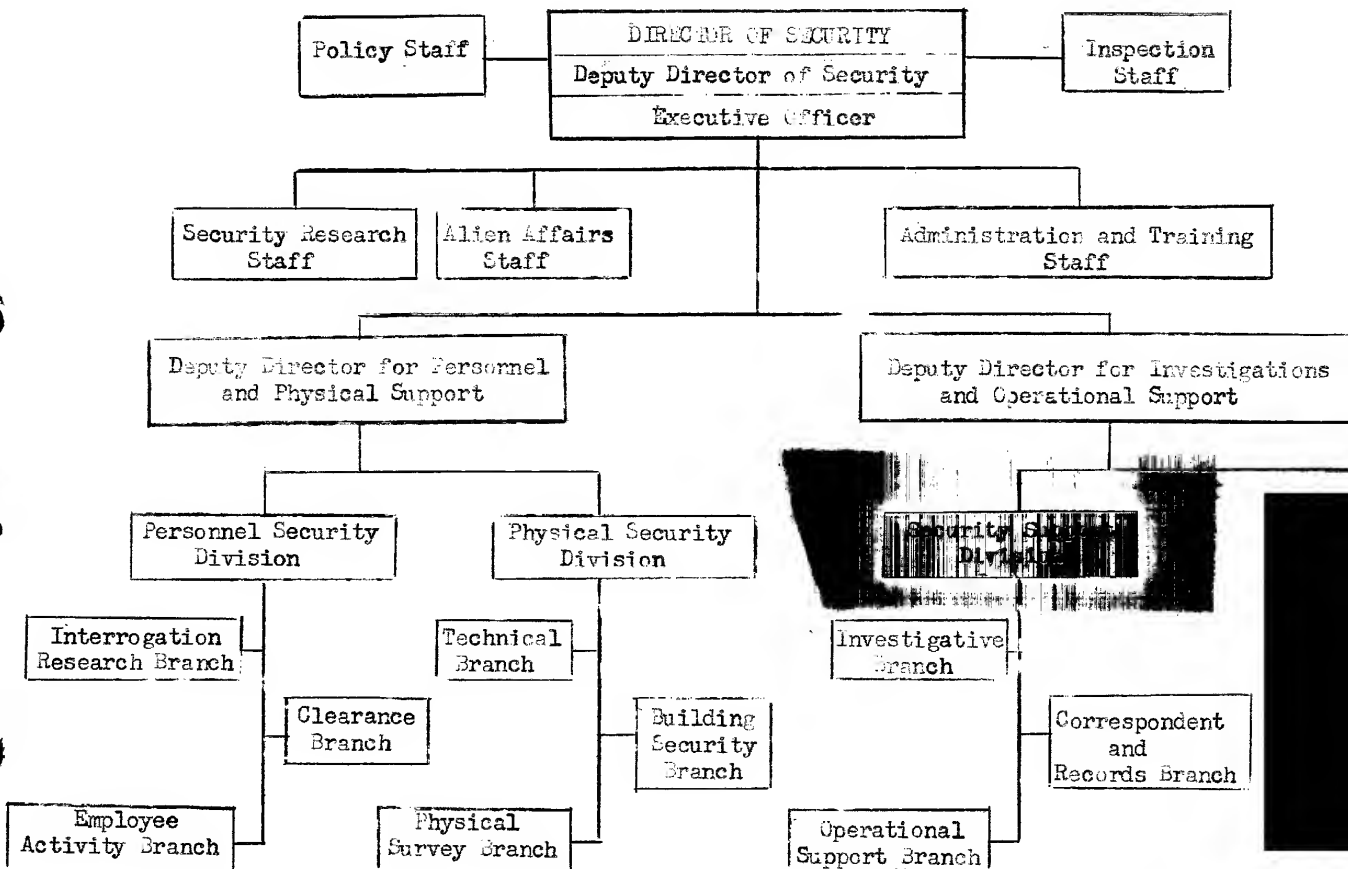 Policy Staff
DIRECTOR OF SECURITY
Deputy Director of Security
Executive Officer
Inspection
Staff
Security Research
Staff
Alien Affairs
Staff
Administration and Training
Staff
Deputy Director for Personnel
and Physical Support
Deputy Director for Investigations
and Operational Support
Personnel Security
Division
Physical Security
Division
Security Support
Division
Interrogation
Research Branch
Technical
Branch
Investigative
Branch
Clearance
Branch
Building
Security
Branch
Correspondent
and
Records Branch
Employee
Activity Branch
Physical
Survey Branch
Operational
Support Branch